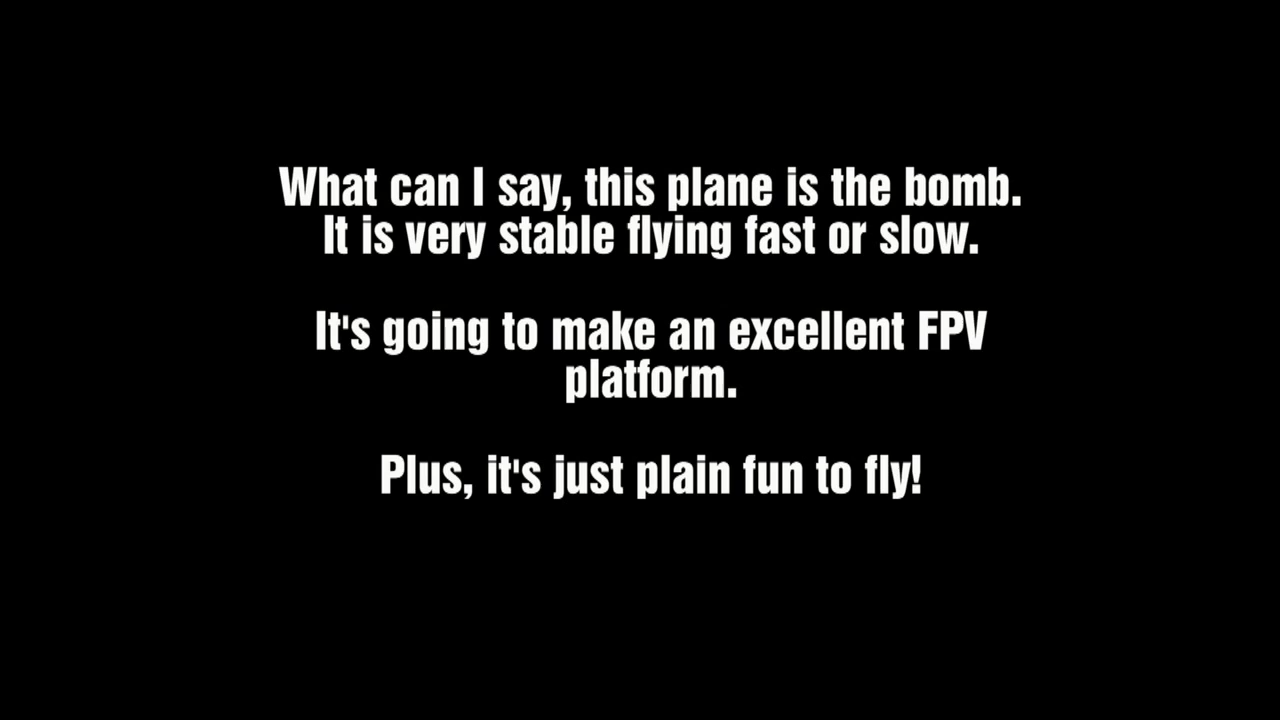 What can I say, this plane is the bomb.
It is very stable flying fast or slow.
It's going to make an excellent FPV
platform.
Plus, it's just plain fun to fly!